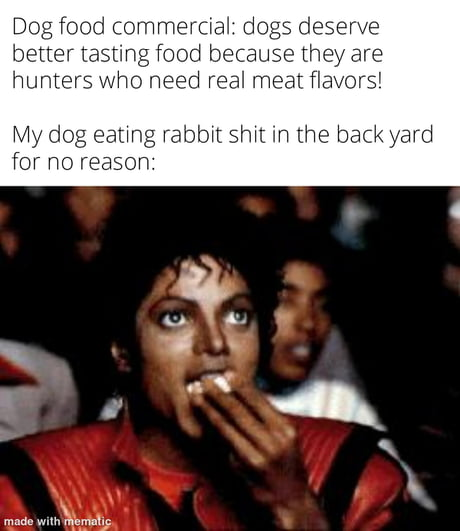 Dog food commercial: dogs deserve
better tasting food because they are
hunters who need real meat flavors!
My dog eating rabbit shit in the back yard
for no reason:
made with mematic